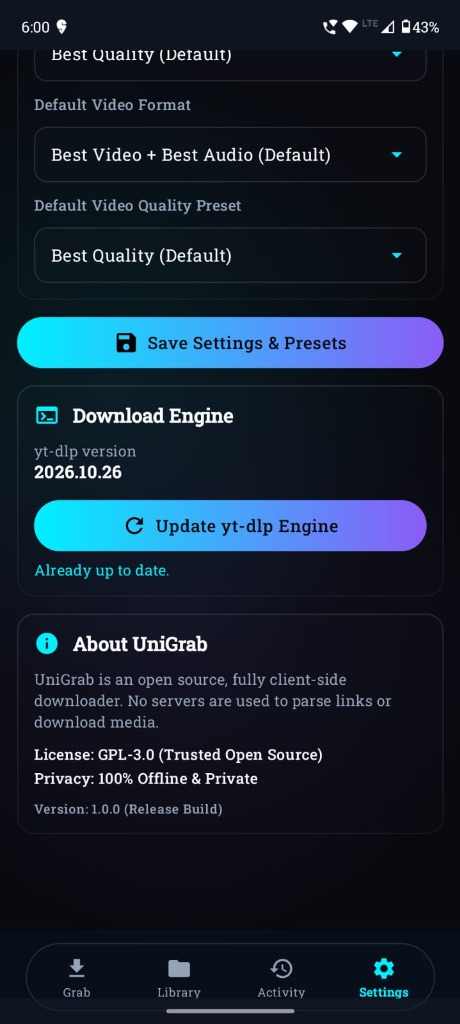 6:00
LTE
43%
Best Quality (Default)
Default Video Format
Best Video + Best Audio (Default)
Default Video Quality Preset
Best Quality (Default)
Save Settings & Presets
Download Engine
yt-dlp version
2026.10.26
Update yt-dlp Engine
Already up to date.
About UniGrab
UniGrab is an open source, fully client-side
downloader. No servers are used to parse links or
download media.
License: GPL-3.0 (Trusted Open Source)
Privacy: 100% Offline & Private
Version: 1.0.0 (Release Build)
Grab
Library
Activity
Settings